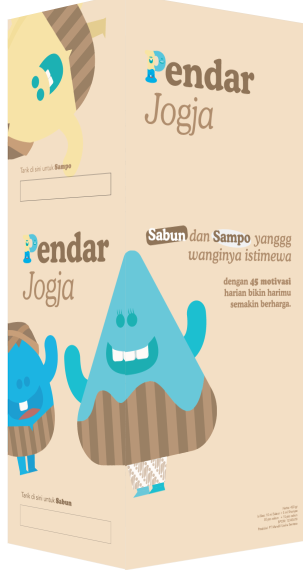 Pendar
Jogja
Tarik di sini untuk Sampo
Pendar
Jogja
Sabun dan Sampo yanggg
wanginya istimewa
dengan 45 motivasi
harian bikin harimu
semakin berharga.
Tarik di sini untuk Sabun